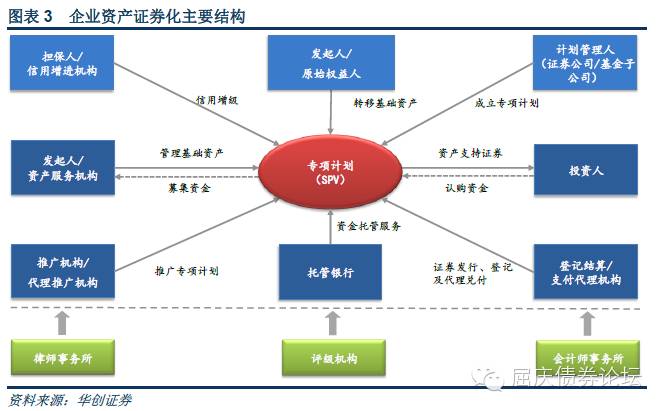 图表 3 企业资产证券化主要结构
担保人/
信用增进机构
发起人/
原始权益人
计划管理人
（证券公司/基金子
公司）
信用增级
转移基础资产
成立专项计划
发起人/
资产服务机构
管理基础资产
募集资金
专项计划
（SPV）
资产支持证券
认购资金
投资人
推广机构/
代理推广机构
推广专项计划
资金托管服务
托管银行
证券发行、登记
及代理兑付
登记结算/
支付代理机构
律师事务所
评级机构
会计师事务所
资料来源：华创证券
屈庆债券论坛